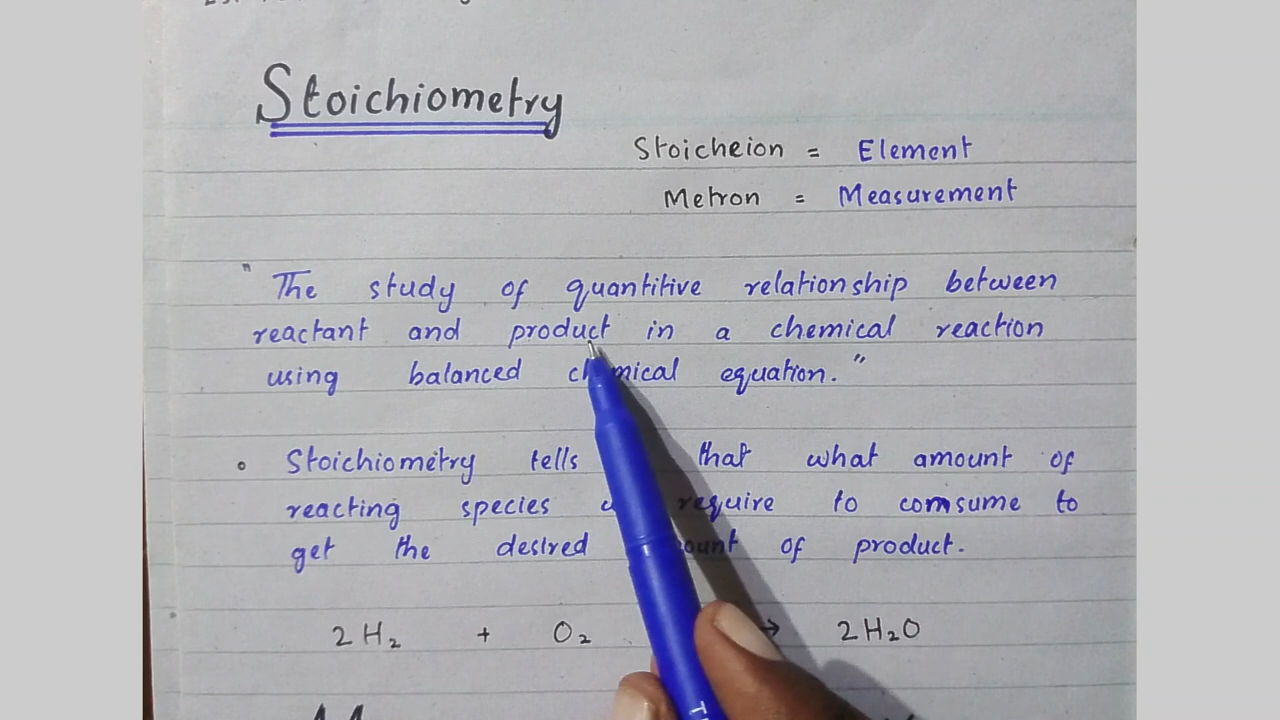 Stoichiometry
Stoicheion = Element
Metron = Measurement
" The study of quantitive relationship between
reactant and product in a chemical reaction
using balanced chemical equation."
• Stoichiometry tells that what amount of
reacting species require to comsume to
get the desired of product.
2H₂ + O₂ → 2H₂O